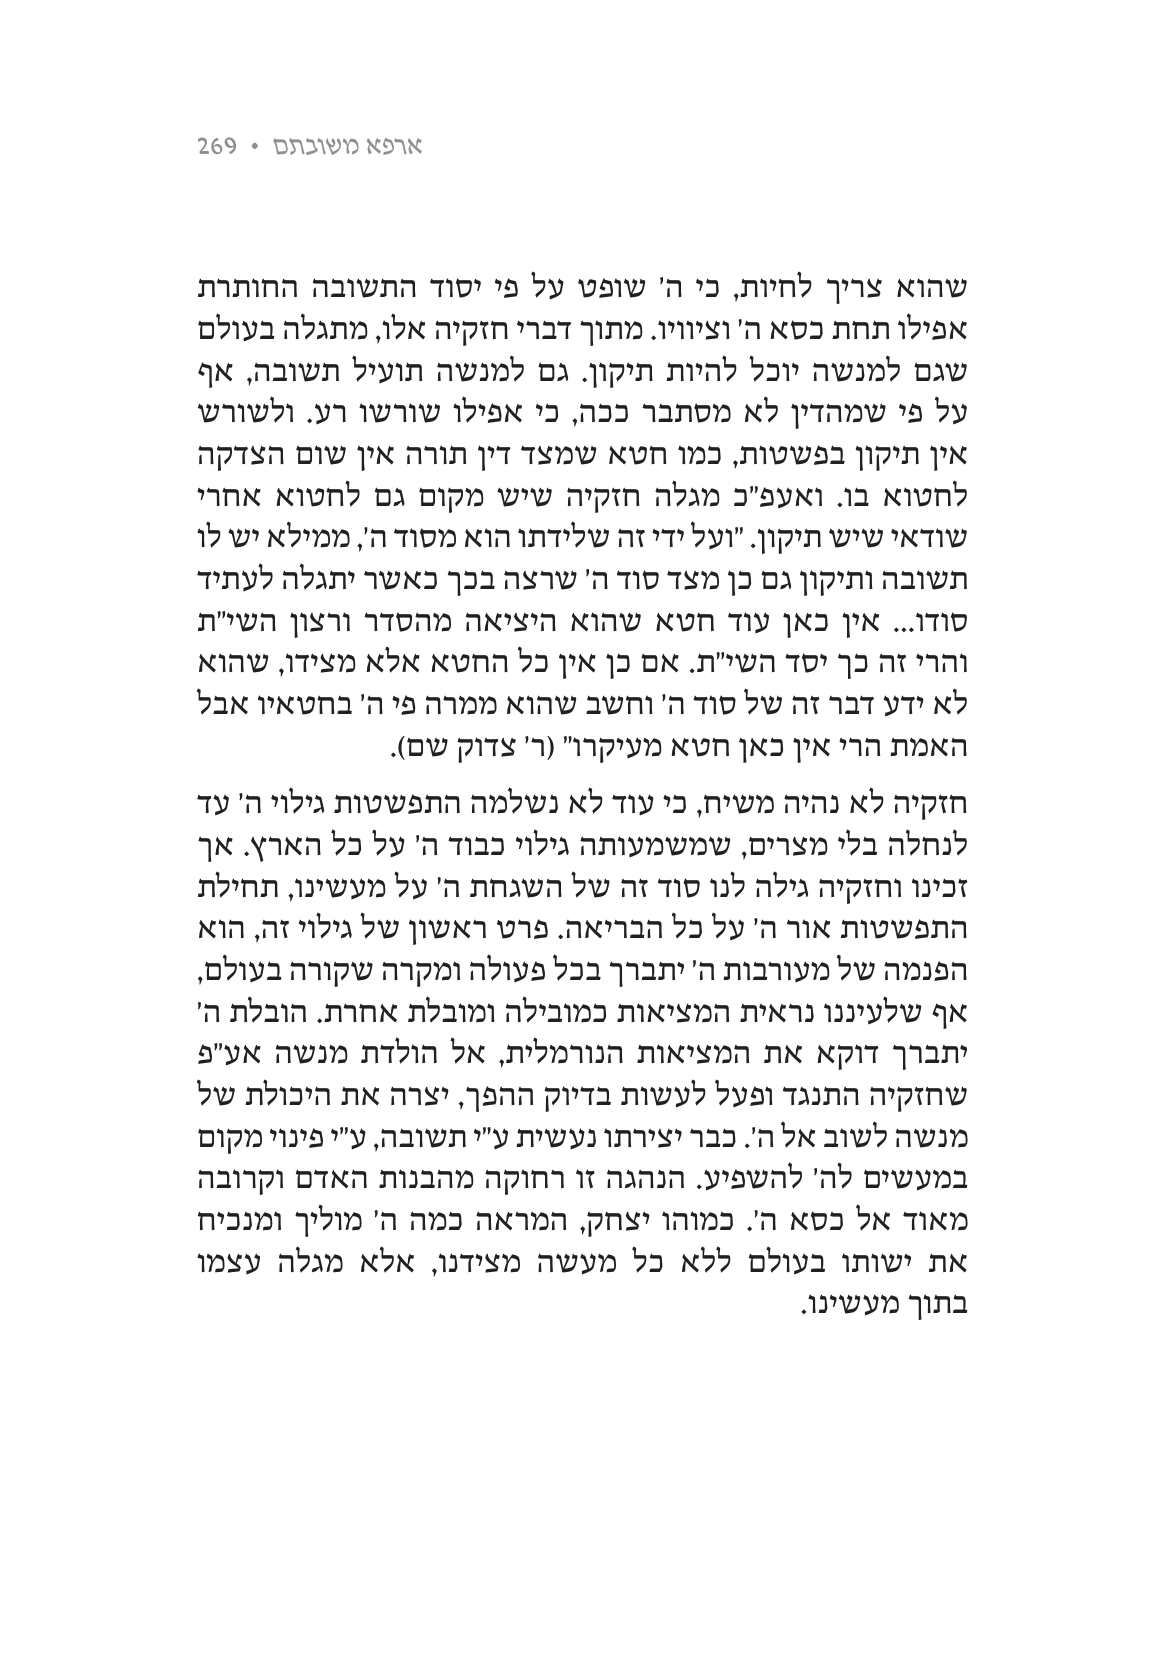 ארפא משובתם • 269
שהוא צריך לחיות, כי ה' שופט על פי יסוד התשובה החותרת
אפילו תחת כסא ה' וציוויו. מתוך דברי חזקיה אלו, מתגלה בעולם
שגם למנשה יוכל להיות תיקון. גם למנשה תועיל תשובה, אף
על פי שמהדין לא מסתבר ככה, כי אפילו שורשו רע. ולשורש
אין תיקון בפשטות, כמו חטא שמצד דין תורה אין שום הצדקה
לחטוא בו. ואעפ"כ מגלה חזקיה שיש מקום גם לחטוא אחרי
שודאי שיש תיקון. "ועל ידי זה שלידתו הוא מסוד ה', ממילא יש לו
תשובה ותיקון גם כן מצד סוד ה' שרצה בכך כאשר יתגלה לעתיד
סודו... אין כאן עוד חטא שהוא היציאה מהסדר ורצון השי"ת
והרי זה כך יסד השי"ת. אם כן אין כל החטא אלא מצידו, שהוא
לא ידע דבר זה של סוד ה' וחשב שהוא ממרה פי ה' בחטאיו אבל
האמת הרי אין כאן חטא מעיקרו" (ר' צדוק שם).
חזקיה לא נהיה משיח, כי עוד לא נשלמה התפשטות גילוי ה' עד
לנחלה בלי מצרים, שמשמעותה גילוי כבוד ה' על כל הארץ. אך
זכינו וחזקיה גילה לנו סוד זה של השגחת ה' על מעשינו, תחילת
התפשטות אור ה' על כל הבריאה. פרט ראשון של גילוי זה, הוא
הפנמה של מעורבות ה' יתברך בכל פעולה ומקרה שקורה בעולם,
אף שלעיננו נראית המציאות כמובילה ומובלת אחרת. הובלת ה'
יתברך דוקא את המציאות הנורמלית, אל הולדת מנשה אע"פ
שחזקיה התנגד ופעל לעשות בדיוק ההפך, יצרה את היכולת של
מנשה לשוב אל ה'. כבר יצירתו נעשית ע"י תשובה, ע"י פינוי מקום
במעשים לה' להשפיע. הנהגה זו רחוקה מהבנות האדם וקרובה
מאוד אל כסא ה'. כמוהו יצחק, המראה כמה ה' מוליך ומנכיח
את ישותו בעולם ללא כל מעשה מצידנו, אלא מגלה עצמו
בתוך מעשינו.